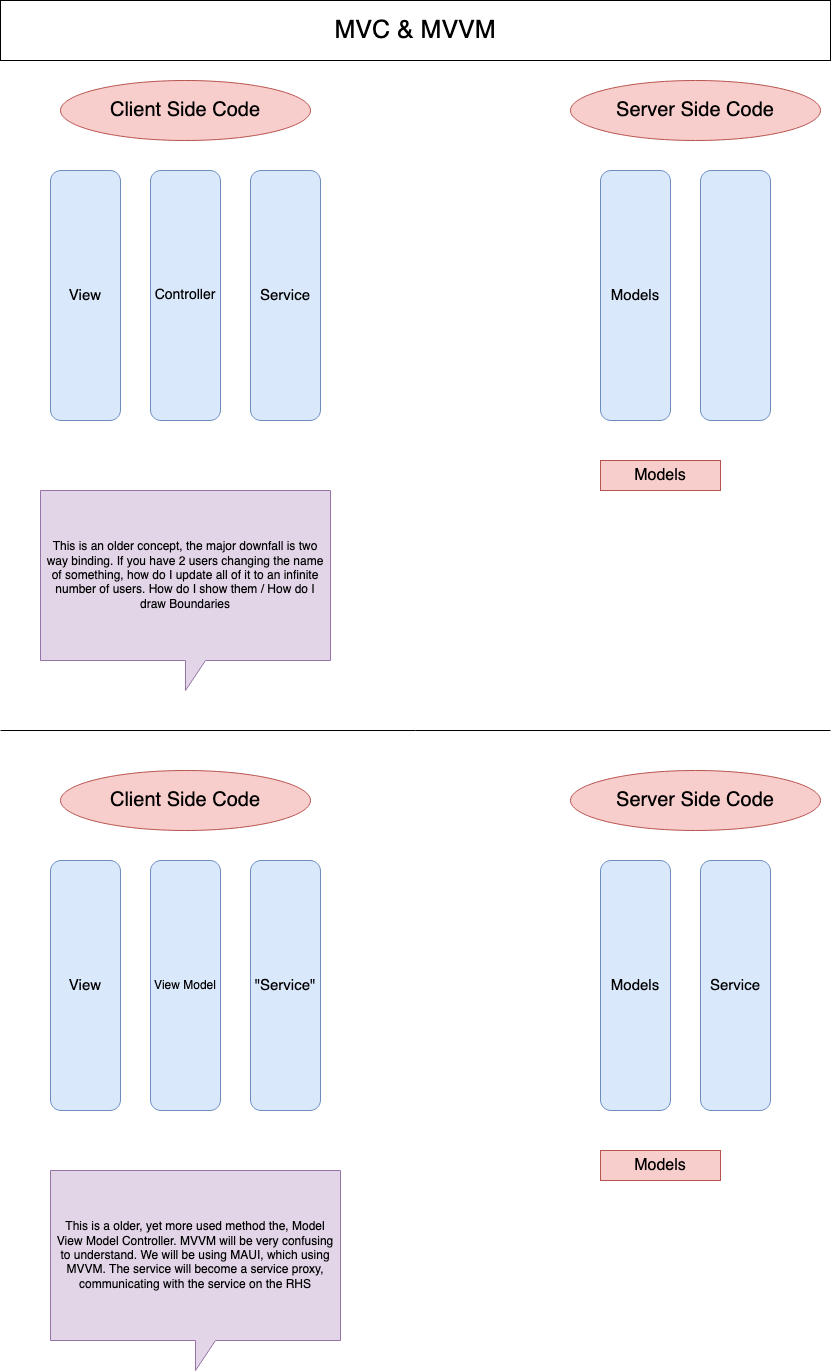 MVC & MVVM
Client Side Code
Server Side Code
View
Controller
Service
Models
Models
This is an older concept, the major downfall is two
way binding. If you have 2 users changing the name
of something, how do I update all of it to an infinite
number of users. How do I show them / How do I
draw Boundaries
Client Side Code
Server Side Code
View
View Model
"Service"
Models
Service
Models
This is a older, yet more used method the, Model
View Model Controller. MVVM will be very confusing
to understand. We will be using MAUI, which using
MVVM. The service will become a service proxy,
communicating with the service on the RHS